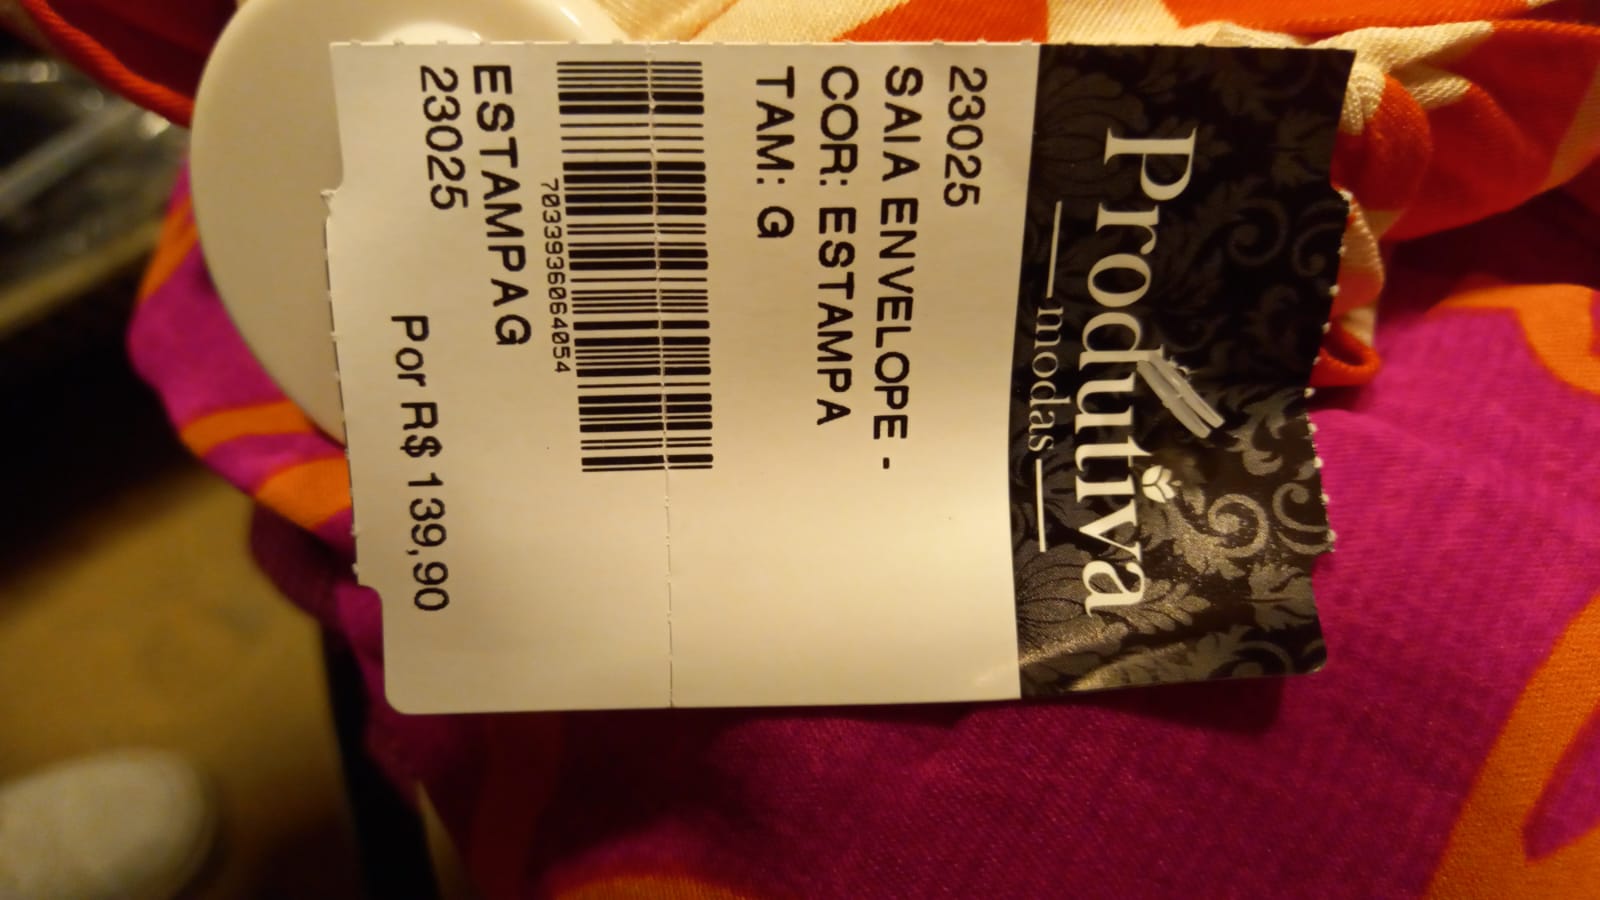 Produtiva
modas
23025
SAIA ENVELOPE -
COR: ESTAMPA
TAM: G
7033936064054
ESTAMPA G
23025
Por R$ 139,90